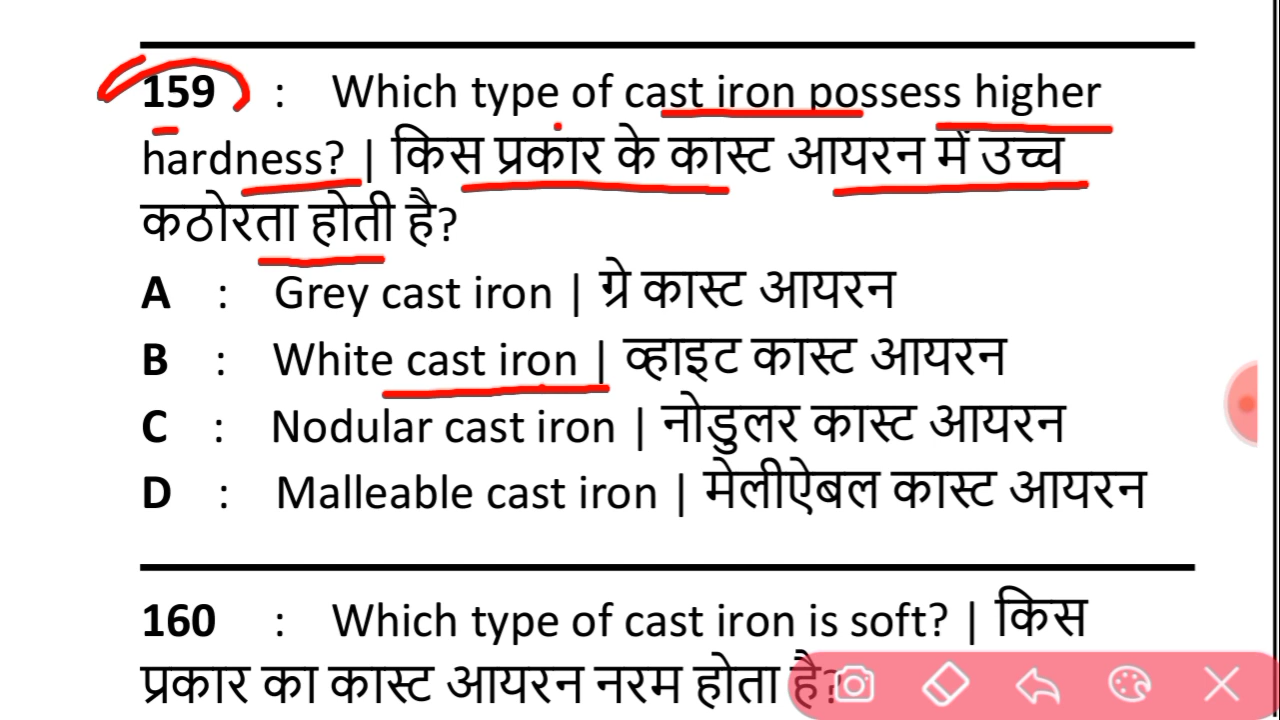 159 : Which type of cast iron possess higher
hardness? | किस प्रकार के कास्ट आयरन में उच्च
कठोरता होती है?
A : Grey cast iron | ग्रे कास्ट आयरन
B : White cast iron | व्हाइट कास्ट आयरन
C : Nodular cast iron | नोडुलर कास्ट आयरन
D : Malleable cast iron | मेलीऐबल कास्ट आयरन
160 : Which type of cast iron is soft? | किस
प्रकार का कास्ट आयरन नरम होता है?